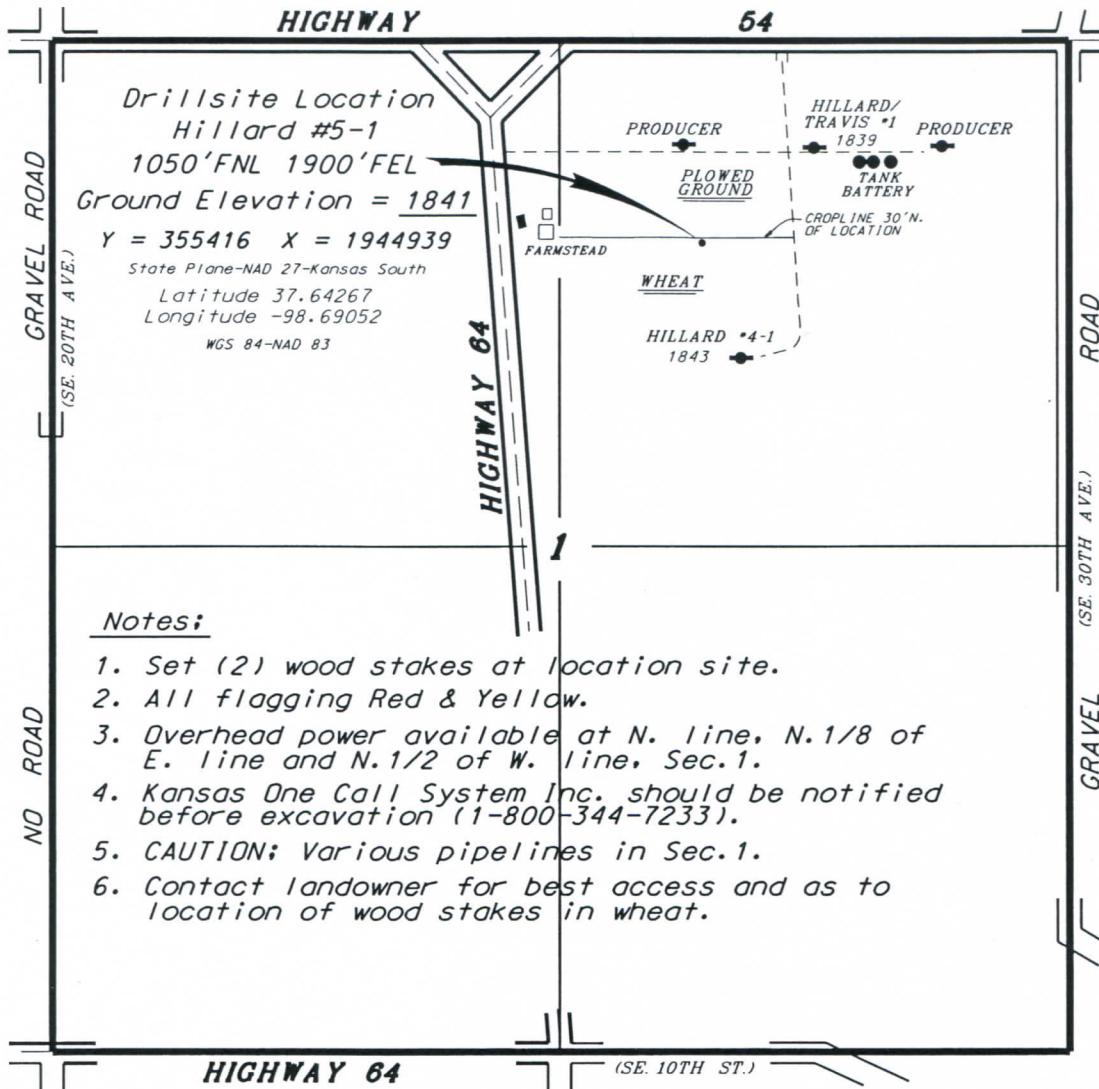 HIGHWAY 54
Drillsite Location
Hillard #5-1
1050'FNL 1900'FEL
Ground Elevation = 1841
Y = 355416 X = 1944939
State Plane-NAD 27-Kansas South
Latitude 37.64267
Longitude -98.69052
WGS 84-NAD 83
GRAVEL ROAD
(SE. 20TH AVE.)
HIGHWAY 64
PRODUCER
HILLARD/
TRAVIS #1
1839
PRODUCER
PLOWED
GROUND
TANK
BATTERY
CROPLINE 30'N.
OF LOCATION
FARMSTEAD
WHEAT
HILLARD #4-1
1843
1
GRAVEL ROAD
(SE. 30TH AVE.)
NO ROAD
Notes:
1. Set (2) wood stakes at location site.
2. All flagging Red & Yellow.
3. Overhead power available at N. line, N.1/8 of
E. line and N.1/2 of W. line, Sec.1.
4. Kansas One Call System Inc. should be notified
before excavation (1-800-344-7233).
5. CAUTION: Various pipelines in Sec.1.
6. Contact landowner for best access and as to
location of wood stakes in wheat.
HIGHWAY 64
(SE. 10TH ST.)